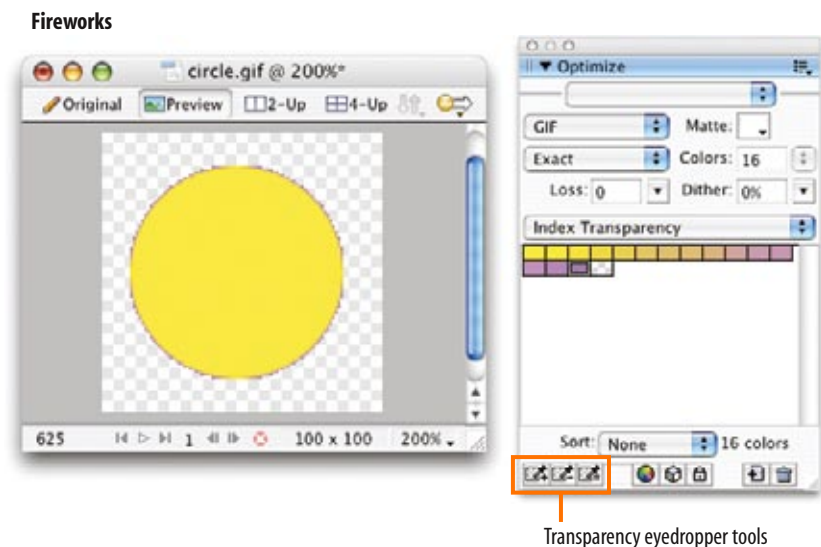 Fireworks
circle.gif @ 200%*
Original Preview 2-Up 4-Up
625 1 100 x 100 200%
Optimize
GIF Matte:
Exact Colors: 16
Loss: 0 Dither: 0%
Index Transparency
Sort: None 16 colors
Transparency eyedropper tools